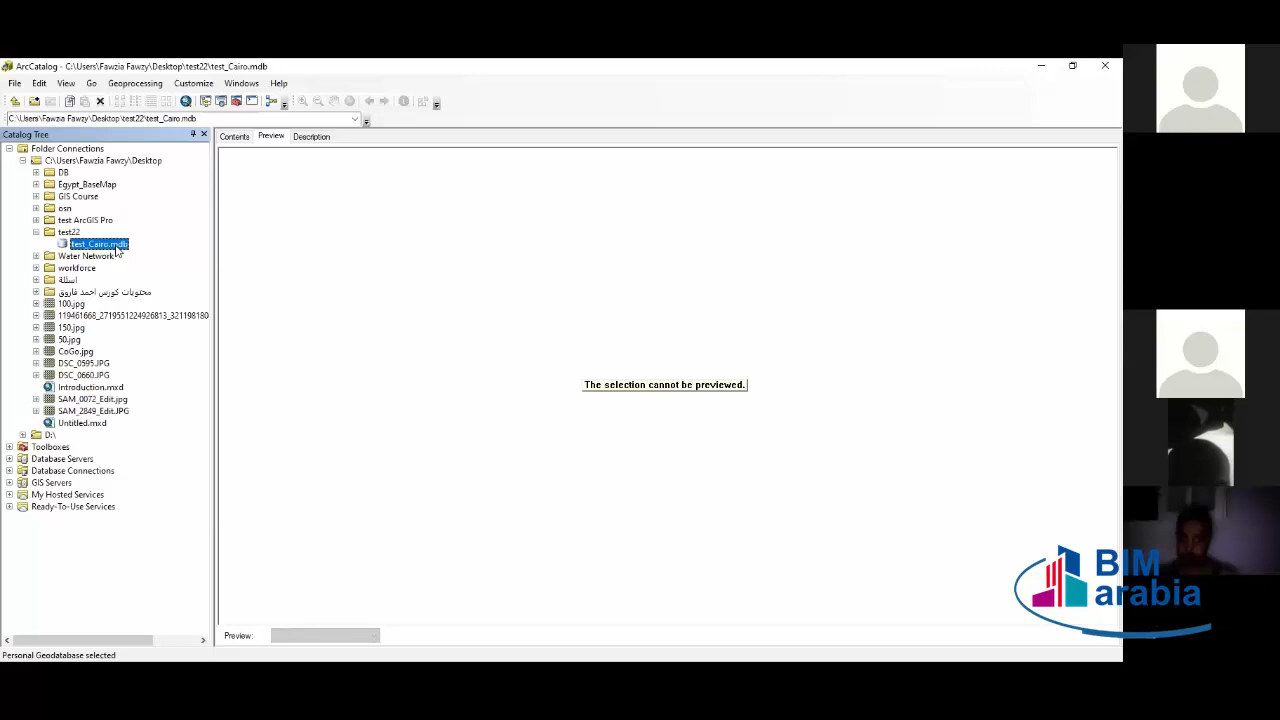 ArcCatalog - C:\Users\Fawzia Fawzy\Desktop\test22\test_Cairo.mdb
File Edit View Go Geoprocessing Customize Windows Help
C:\Users\Fawzia Fawzy\Desktop\test22\test_Cairo.mdb
Catalog Tree
Contents Preview Description
Folder Connections
C:\Users\Fawzia Fawzy\Desktop
DB
Egypt_BaseMap
GIS Course
osn
test ArcGIS Pro
test22
test_Cairo.mdb
Water Network
workforce
اسئلة
محتويات كورس احمد فاروق
100.jpg
119461668_2719551224926813_321198180
150.jpg
50.jpg
CoGo.jpg
DSC_0595.JPG
DSC_0660.JPG
Introduction.mxd
SAM_0072_Edit.jpg
SAM_2849_Edit.JPG
Untitled.mxd
D:\
Toolboxes
Database Servers
Database Connections
GIS Servers
My Hosted Services
Ready-To-Use Services
The selection cannot be previewed.
Preview:
Personal Geodatabase selected
BIM
arabia